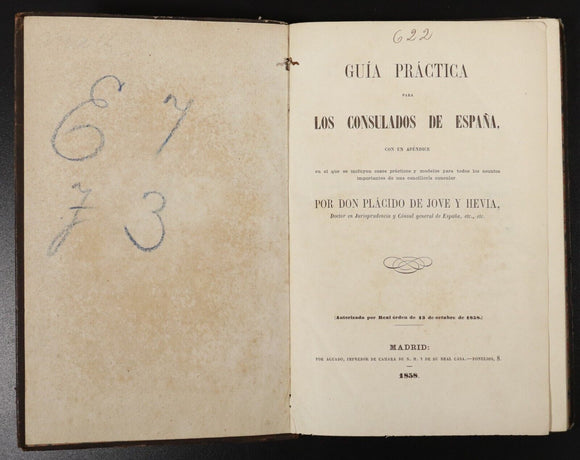 E 7
7 3
622
GUÍA PRÁCTICA
PARA
LOS CONSULADOS DE ESPAÑA,
CON UN APÉNDICE
en el que se incluyen casos prácticos y modelos para todos los asuntos
importantes de una cancillería consular
POR DON PLÁCIDO DE JOVE Y HEVIA,
Doctor en Jurisprudencia y Cónsul general de España, etc., etc.
(Autorizada por Real órden de 13 de octubre de 1858.)
MADRID:
POR AGUADO, IMPRESOR DE CAMARA DE S. M. Y DE SU REAL CASA.—PONTEJOS, 8.
1858.